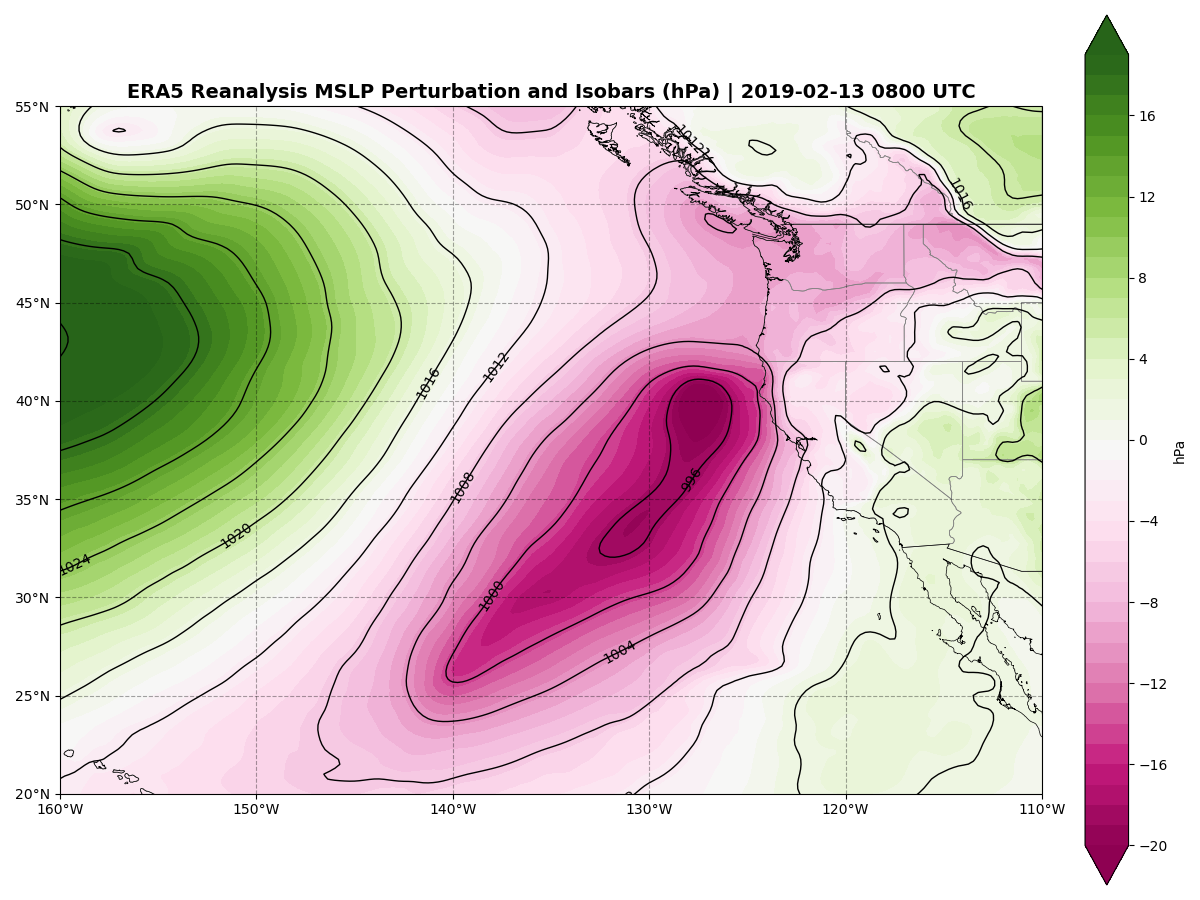 ERA5 Reanalysis MSLP Perturbation and Isobars (hPa) | 2019-02-13 0800 UTC
55°N
50°N
45°N
40°N
35°N
30°N
25°N
20°N
160°W
150°W
140°W
130°W
120°W
110°W
1012
1016
1012
1016
1008
996
1020
1024
1000
1004
16
12
8
4
0
−4
−8
−12
−16
−20
hPa